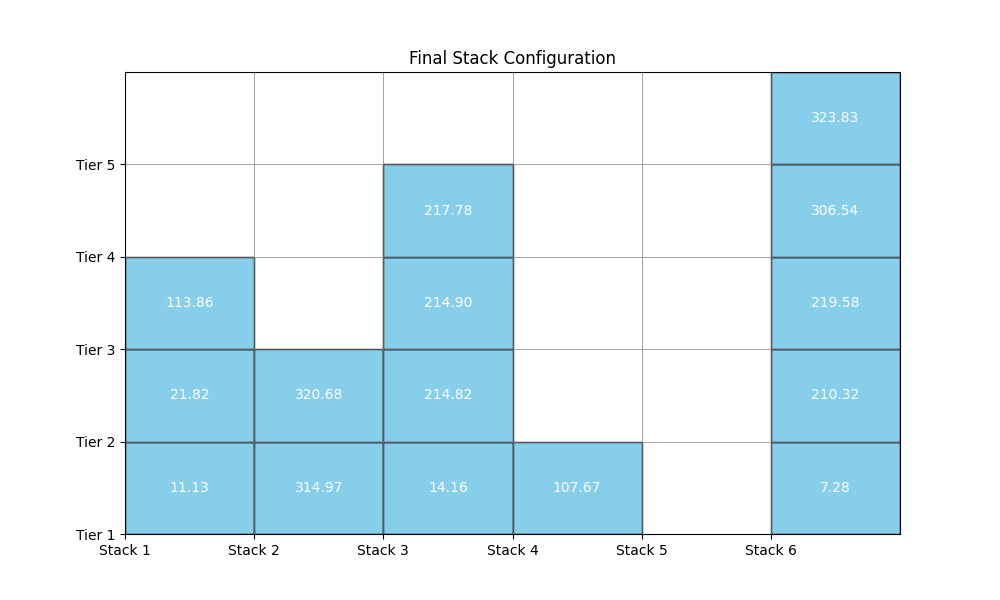 Final Stack Configuration
323.83
Tier 5
217.78
306.54
Tier 4
113.86
214.90
219.58
Tier 3
21.82
320.68
214.82
210.32
Tier 2
11.13
314.97
14.16
107.67
7.28
Tier 1
Stack 1
Stack 2
Stack 3
Stack 4
Stack 5
Stack 6